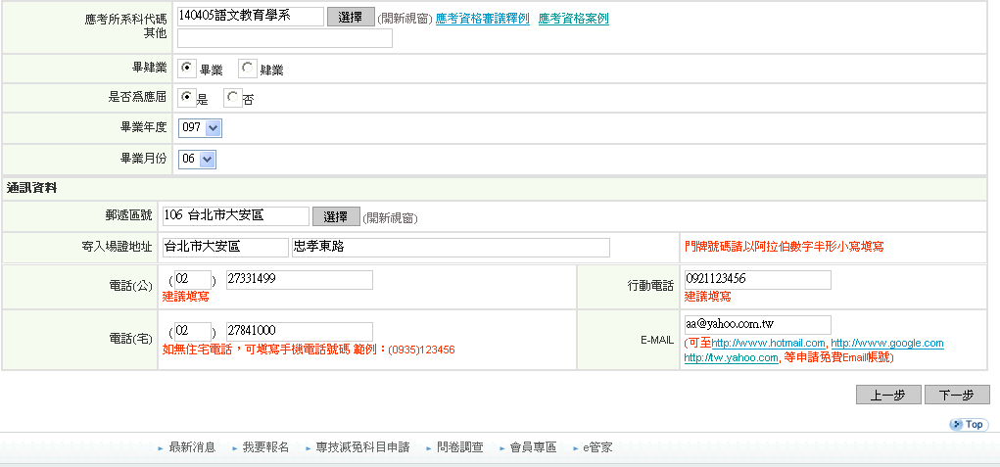 應考所系科代碼 140405語文教育學系 選擇 (開新視窗) 應考資格審議釋例 應考資格案例
其他
畢肄業 畢業 肄業
是否為應屆 是 否
畢業年度 097
畢業月份 06
通訊資料
郵遞區號 106 台北市大安區 選擇 (開新視窗)
寄入場證地址 台北市大安區 忠孝東路 門牌號碼請以阿拉伯數字半形小寫填寫
電話(公) (02) 27331499 行動電話 0921123456
建議填寫 建議填寫
電話(宅) (02) 27841000 E-MAIL aa@yahoo.com.tw
如無住宅電話，可填寫手機電話號碼 範例：(0935)123456 (可至http://www.hotmail.com, http://www.google.com
http://tw.yahoo.com, 等申請免費Email帳號)
上一步 下一步
Top
最新消息 我要報名 專技減免科目申請 問卷調查 會員專區 e管家